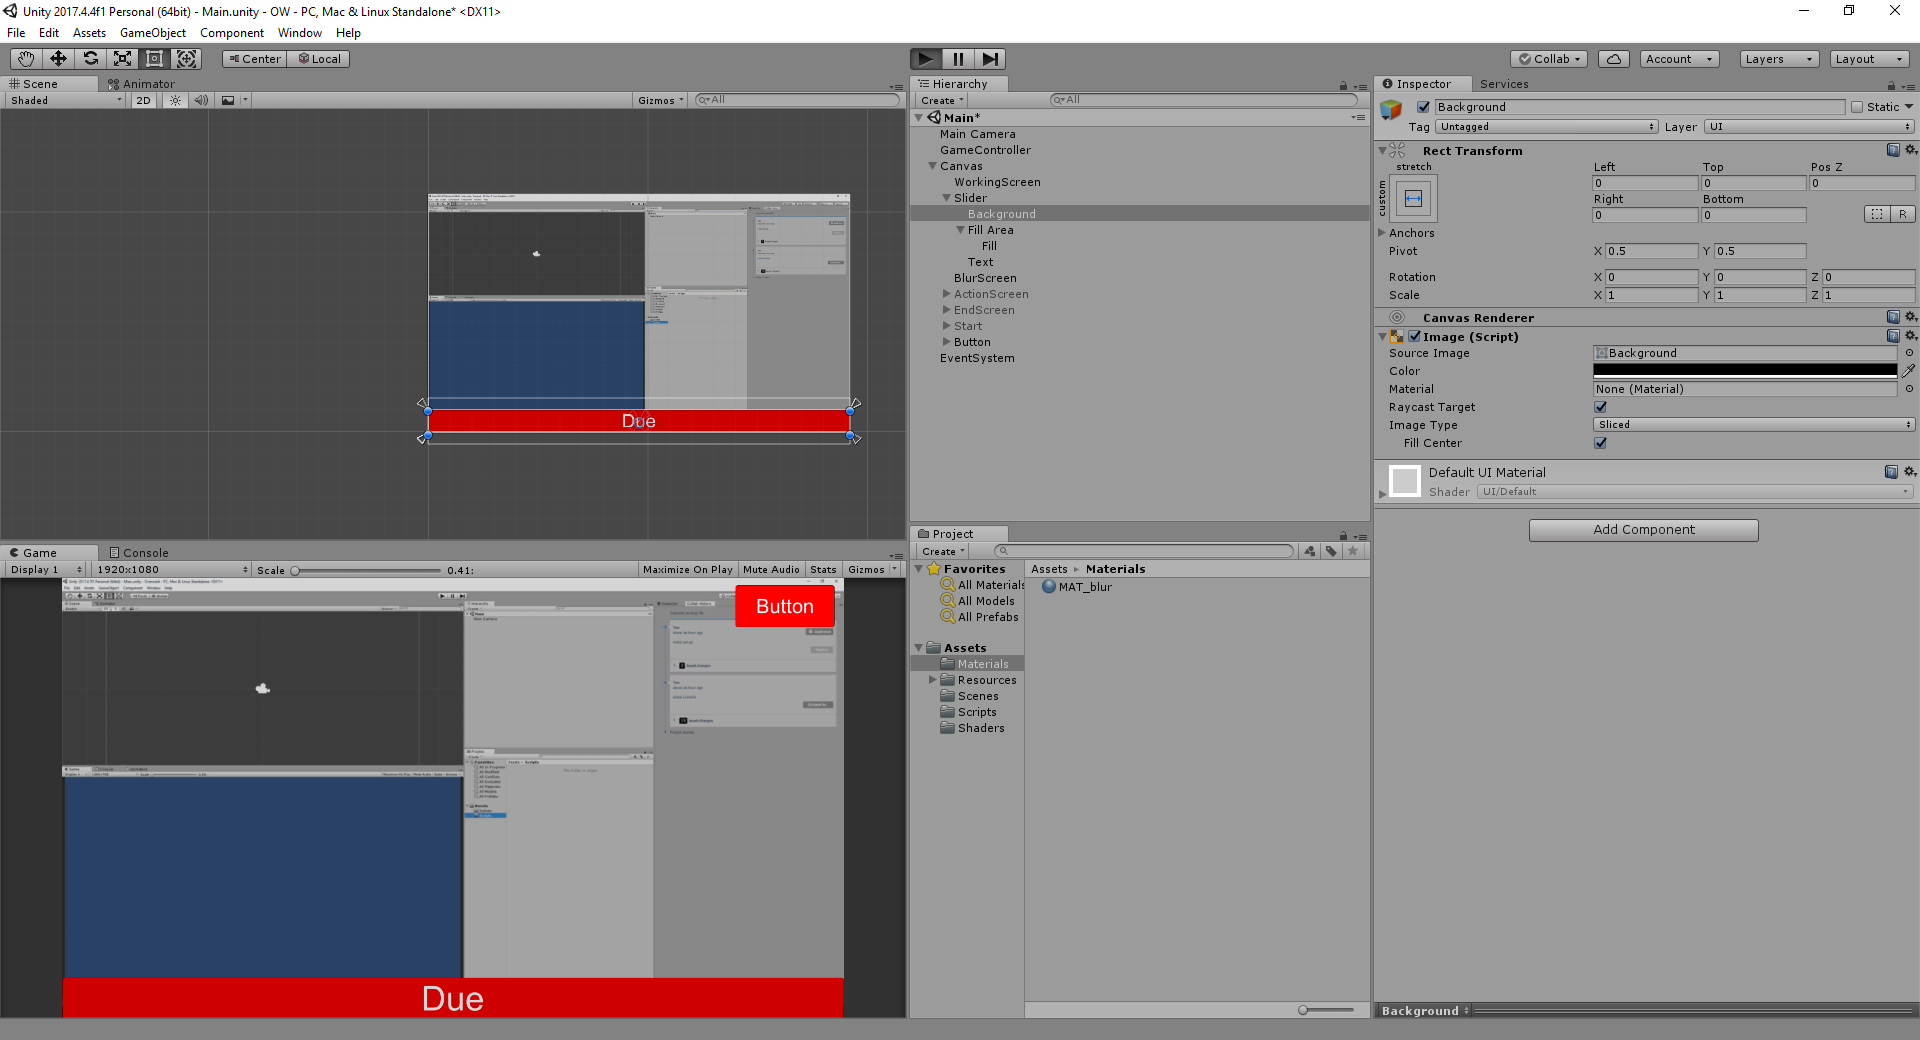 Unity 2017.4.4f1 Personal (64bit) - Main.unity - OW - PC, Mac & Linux Standalone* <DX11>
File Edit Assets GameObject Component Window Help
Center Local
Collab Account Layers Layout
Scene Animator
Shaded 2D Gizmos All
Due
Game Console
Display 1 1920x1080 Scale 0.41: Maximize On Play Mute Audio Stats Gizmos
Button
Due
Hierarchy
Create All
Main*
Main Camera
GameController
Canvas
WorkingScreen
Slider
Background
Fill Area
Fill
Text
BlurScreen
ActionScreen
EndScreen
Start
Button
EventSystem
Project
Create
Favorites
All Materials
All Models
All Prefabs
Assets
Materials
Resources
Scenes
Scripts
Shaders
Assets Materials
MAT_blur
Inspector Services
Background Static
Tag Untagged Layer UI
Rect Transform
stretch
custom
Left Top Pos Z
0 0 0
Right Bottom
0 0 R
Anchors
Pivot X 0.5 Y 0.5
Rotation X 0 Y 0 Z 0
Scale X 1 Y 1 Z 1
Canvas Renderer
Image (Script)
Source Image Background
Color
Material None (Material)
Raycast Target
Image Type Sliced
Fill Center
Default UI Material
Shader UI/Default
Add Component
Background